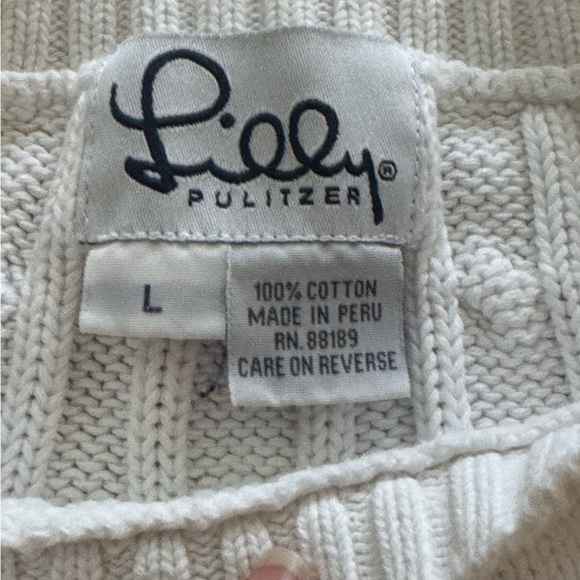 Lilly®
PULITZER
L
100% COTTON
MADE IN PERU
RN. 88189
CARE ON REVERSE